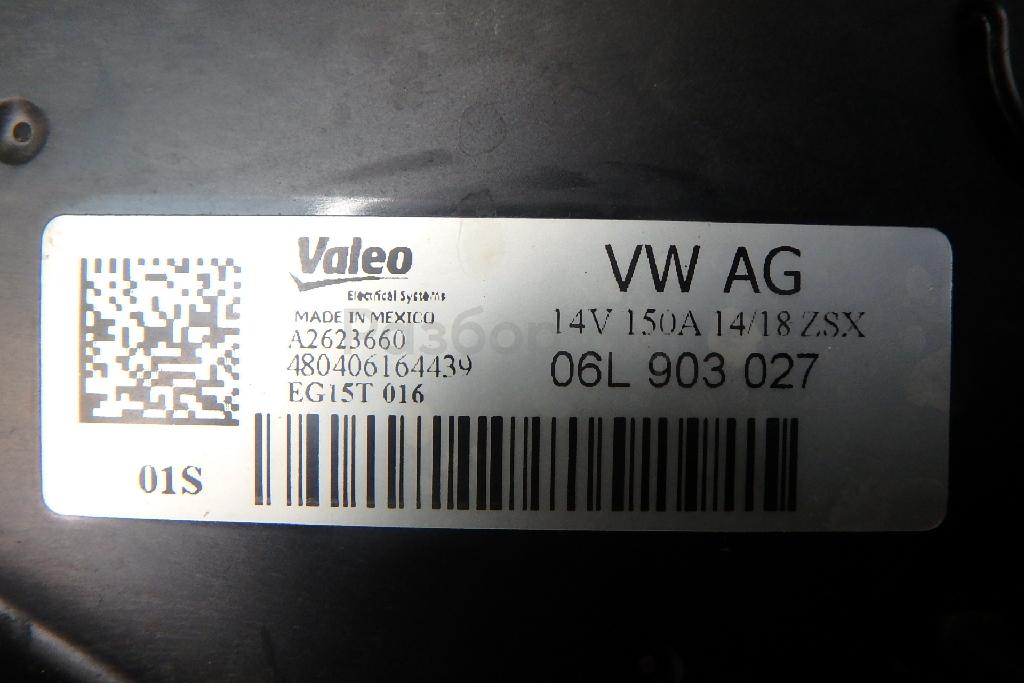 Valeo
Electrical Systems
MADE IN MEXICO
A2623660
480406164439
EG15T 016
01S
VW AG
14V 150A 14/18 ZSX
06L 903 027